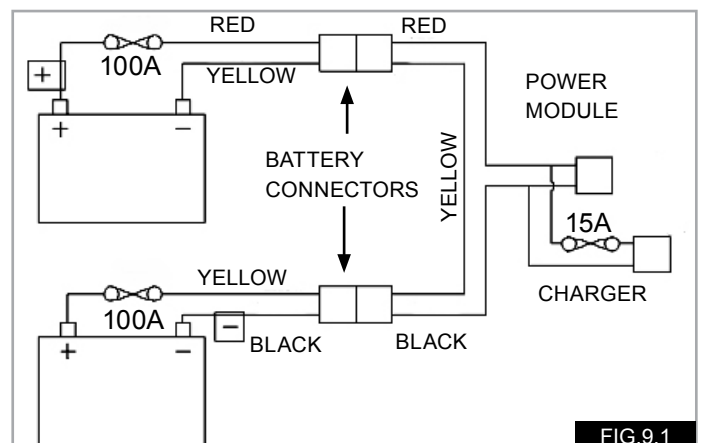 RED
RED
100A
+
YELLOW
POWER
MODULE
+ −
BATTERY
CONNECTORS
YELLOW
15A
YELLOW
CHARGER
100A
−
BLACK
BLACK
+ −
FIG.9.1